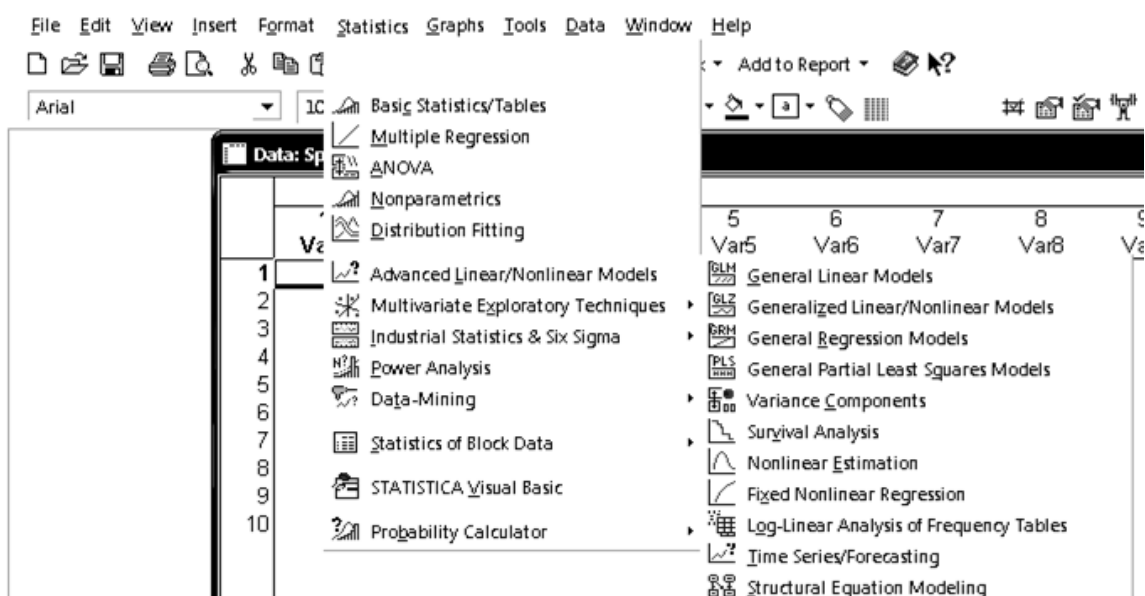 File Edit View Insert Format Statistics Graphs Tools Data Window Help
Add to Report
Arial 10
Basic Statistics/Tables
Multiple Regression
Data: Sp
ANOVA
Nonparametrics
Distribution Fitting
5 6 7 8
Var5 Var6 Var7 Var8
1 Advanced Linear/Nonlinear Models
2 Multivariate Exploratory Techniques
3 Industrial Statistics & Six Sigma
4 Power Analysis
5 Data-Mining
6
7 Statistics of Block Data
8
9 STATISTICA Visual Basic
10 Probability Calculator
GLM General Linear Models
GLZ Generalized Linear/Nonlinear Models
GRM General Regression Models
PLS General Partial Least Squares Models
Variance Components
Survival Analysis
Nonlinear Estimation
Fixed Nonlinear Regression
Log-Linear Analysis of Frequency Tables
Time Series/Forecasting
Structural Equation Modeling